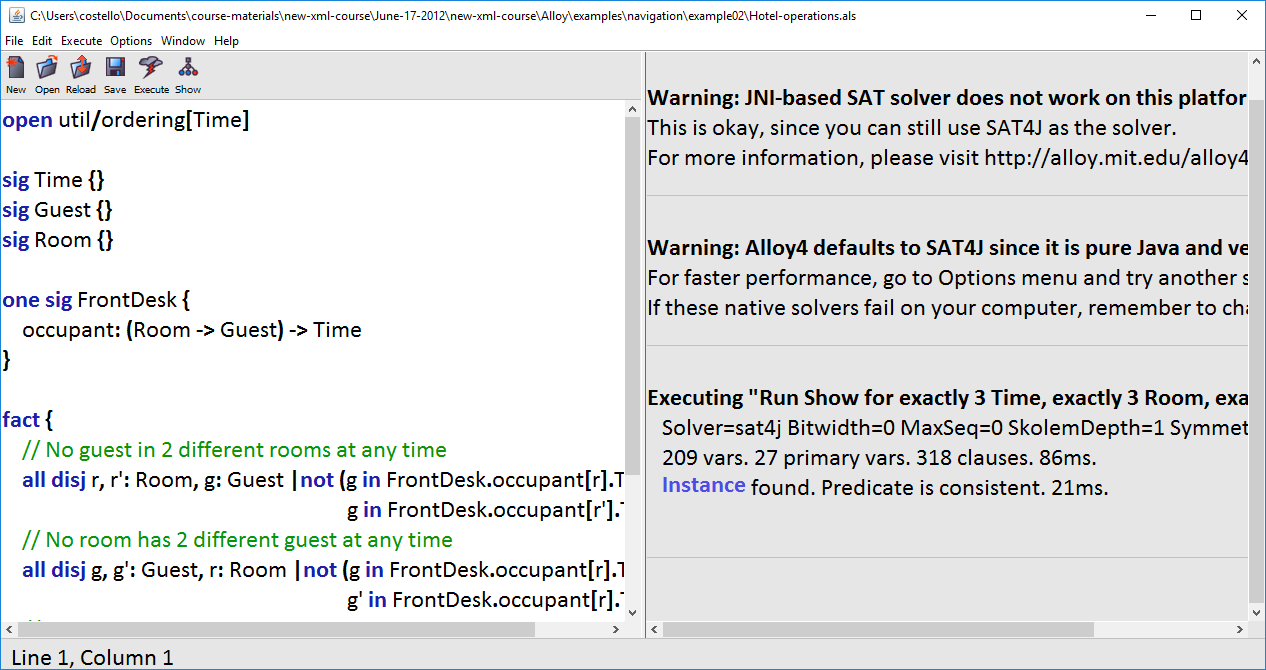 C:\Users\costello\Documents\course-materials\new-xml-course\June-17-2012\new-xml-course\Alloy\examples\navigation\example02\Hotel-operations.als
File Edit Execute Options Window Help
New Open Reload Save Execute Show
open util/ordering[Time]
sig Time {}
sig Guest {}
sig Room {}
one sig FrontDesk {
occupant: (Room -> Guest) -> Time
}
fact {
// No guest in 2 different rooms at any time
all disj r, r': Room, g: Guest |not (g in FrontDesk.occupant[r].T
g in FrontDesk.occupant[r'].T
// No room has 2 different guest at any time
all disj g, g': Guest, r: Room |not (g in FrontDesk.occupant[r].T
g' in FrontDesk.occupant[r].T
Warning: JNI-based SAT solver does not work on this platfor
This is okay, since you can still use SAT4J as the solver.
For more information, please visit http://alloy.mit.edu/alloy4
Warning: Alloy4 defaults to SAT4J since it is pure Java and ve
For faster performance, go to Options menu and try another s
If these native solvers fail on your computer, remember to cha
Executing "Run Show for exactly 3 Time, exactly 3 Room, exa
Solver=sat4j Bitwidth=0 MaxSeq=0 SkolemDepth=1 Symmet
209 vars. 27 primary vars. 318 clauses. 86ms.
Instance found. Predicate is consistent. 21ms.
Line 1, Column 1